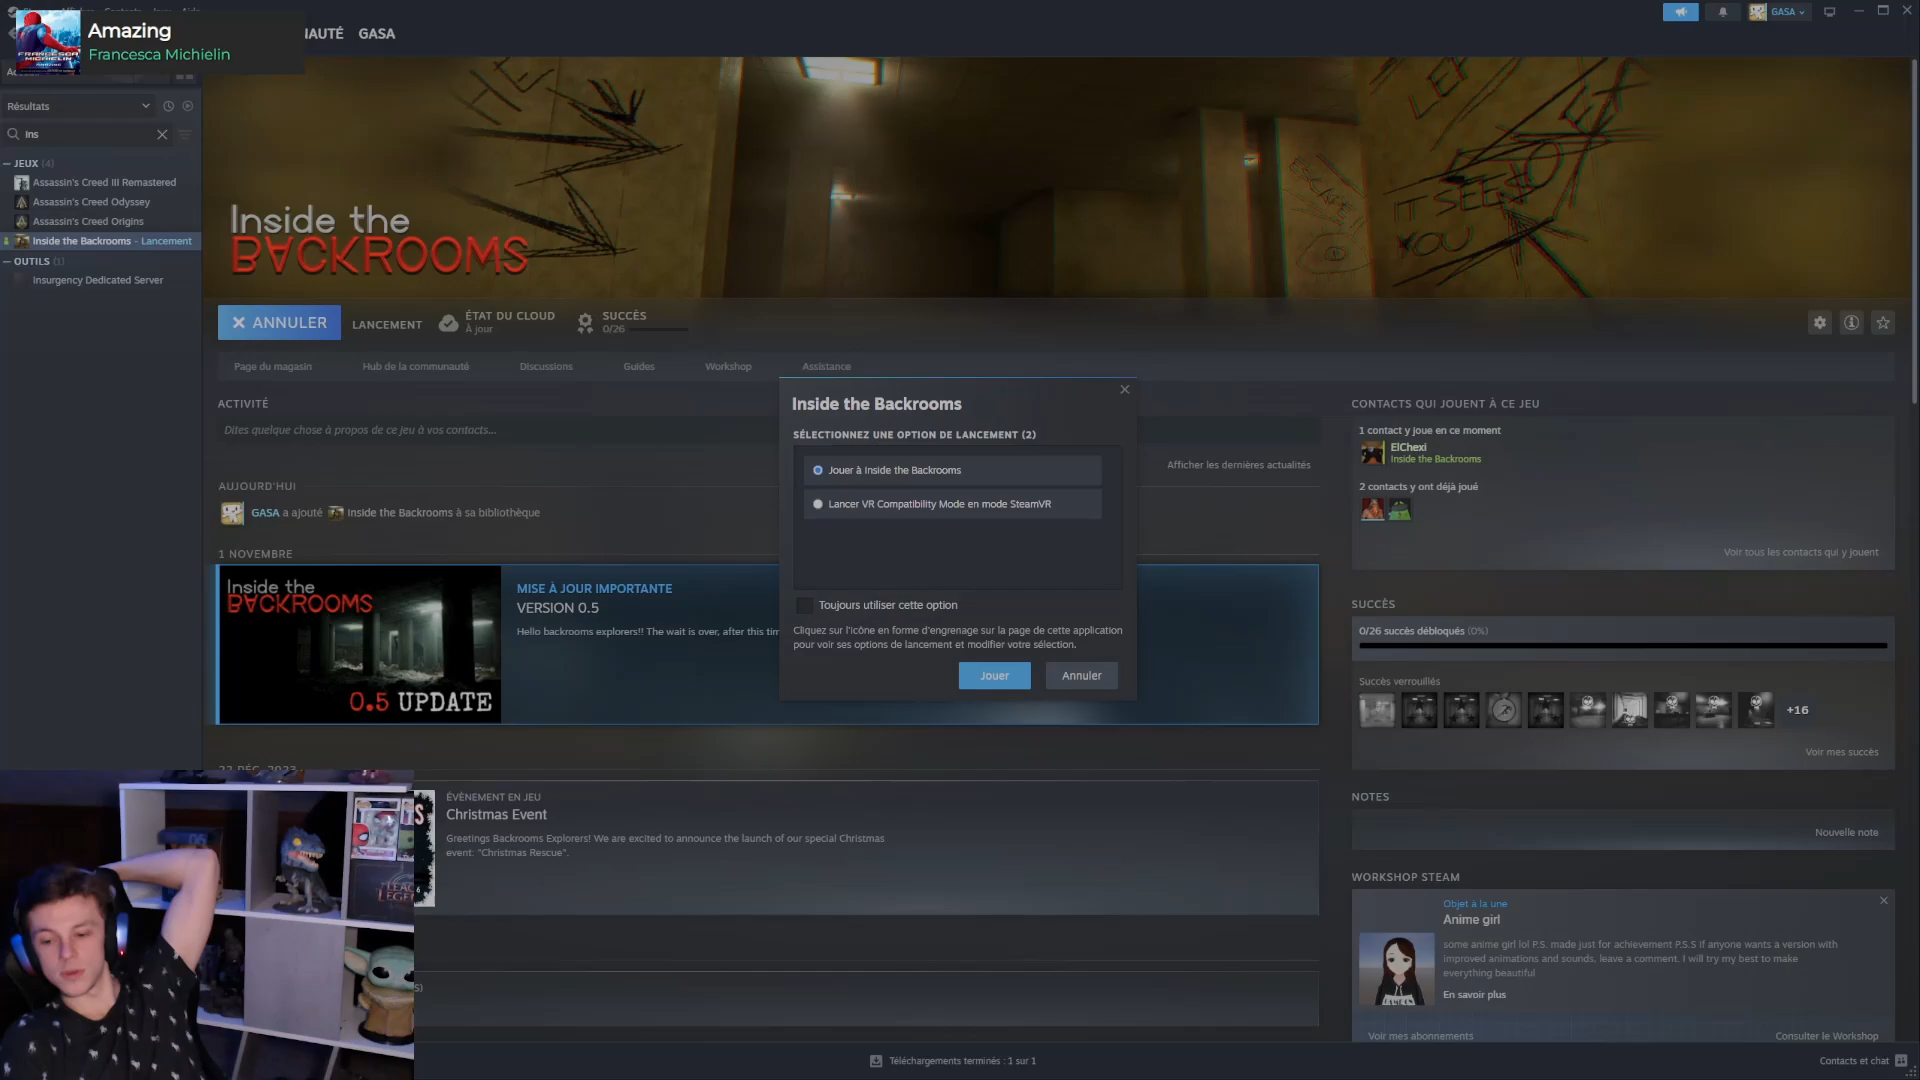 Amazing
Francesca Michielin
NAUTÉ GASA
GASA
Résultats
ins
JEUX (4)
Assassin's Creed III Remastered
Assassin's Creed Odyssey
Assassin's Creed Origins
Inside the Backrooms - Lancement
OUTILS (1)
Insurgency Dedicated Server
Inside the
BACKROOMS
ANNULER
LANCEMENT
ÉTAT DU CLOUD
À jour
SUCCÈS
0/26
Page du magasin
Hub de la communauté
Discussions
Guides
Workshop
Assistance
ACTIVITÉ
Dites quelque chose à propos de ce jeu à vos contacts...
Afficher les dernières actualités
AUJOURD'HUI
GASA a ajouté Inside the Backrooms à sa bibliothèque
1 NOVEMBRE
Inside the
BACKROOMS
0.5 UPDATE
MISE À JOUR IMPORTANTE
VERSION 0.5
Hello backrooms explorers!! The wait is over, after this tim
22 DÉC. 2023
ÉVÈNEMENT EN JEU
Christmas Event
Greetings Backrooms Explorers! We are excited to announce the launch of our special Christmas
event: "Christmas Rescue".
Inside the Backrooms
SÉLECTIONNEZ UNE OPTION DE LANCEMENT (2)
Jouer à Inside the Backrooms
Lancer VR Compatibility Mode en mode SteamVR
Toujours utiliser cette option
Cliquez sur l'icône en forme d'engrenage sur la page de cette application
pour voir ses options de lancement et modifier votre sélection.
Jouer
Annuler
CONTACTS QUI JOUENT À CE JEU
1 contact y joue en ce moment
ElChexi
Inside the Backrooms
2 contacts y ont déjà joué
Voir tous les contacts qui y jouent
SUCCÈS
0/26 succès débloqués (0%)
Succès verrouillés
+16
Voir mes succès
NOTES
Nouvelle note
WORKSHOP STEAM
Objet à la une
Anime girl
some anime girl lol P.S. made just for achievement P.S.S If anyone wants a version with
improved animations and sounds, leave a comment. I will try my best to make
everything beautiful
En savoir plus
Voir mes abonnements
Consulter le Workshop
Téléchargements terminés : 1 sur 1
Contacts et chat